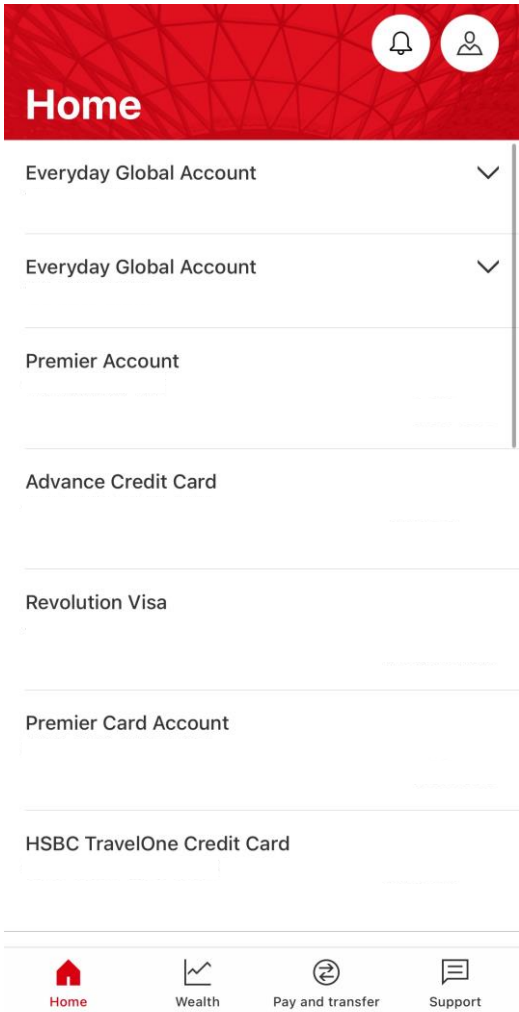 Home
Everyday Global Account
Everyday Global Account
Premier Account
Advance Credit Card
Revolution Visa
Premier Card Account
HSBC TravelOne Credit Card
Home
Wealth
Pay and transfer
Support